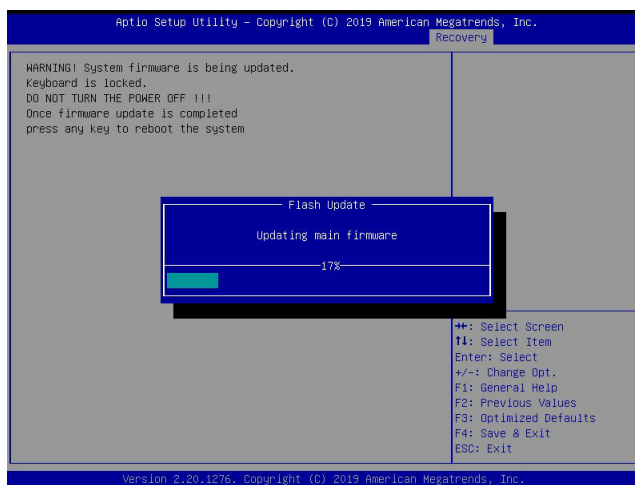 Aptio Setup Utility – Copyright (C) 2019 American Megatrends, Inc.
Recovery
WARNING! System firmware is being updated.
Keyboard is locked.
DO NOT TURN THE POWER OFF !!!
Once firmware update is completed
press any key to reboot the system
Flash Update
Updating main firmware
17%
→←: Select Screen
↑↓: Select Item
Enter: Select
+/-: Change Opt.
F1: General Help
F2: Previous Values
F3: Optimized Defaults
F4: Save & Exit
ESC: Exit
Version 2.20.1276. Copyright (C) 2019 American Megatrends, Inc.